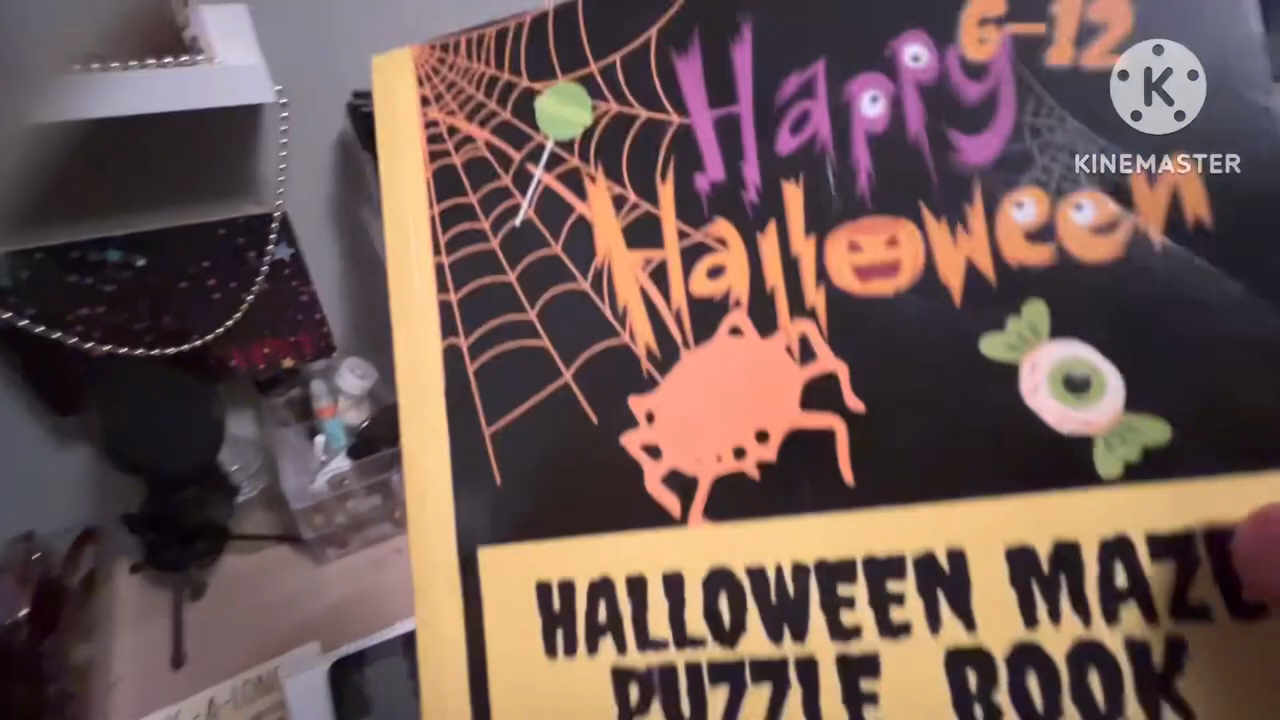 6-12
Happy
K
KINEMASTER
Halloween
HALLOWEEN MAZE
PUZZLE BOOK